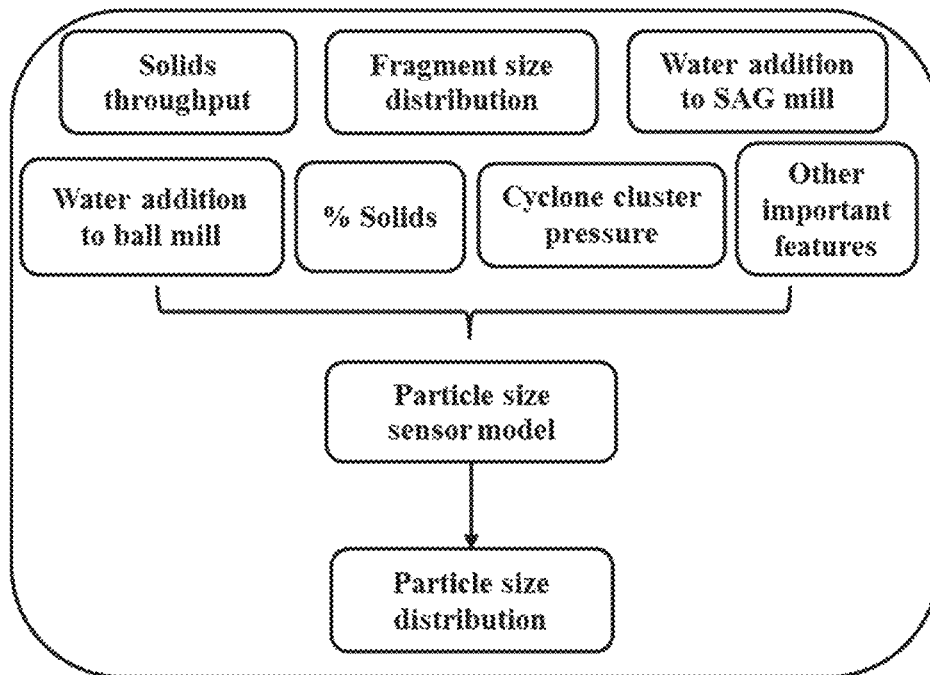 Solids
throughput
Fragment size
distribution
Water addition
to SAG mill
Water addition
to ball mill
% Solids
Cyclone cluster
pressure
Other
important
features
Particle size
sensor model
Particle size
distribution